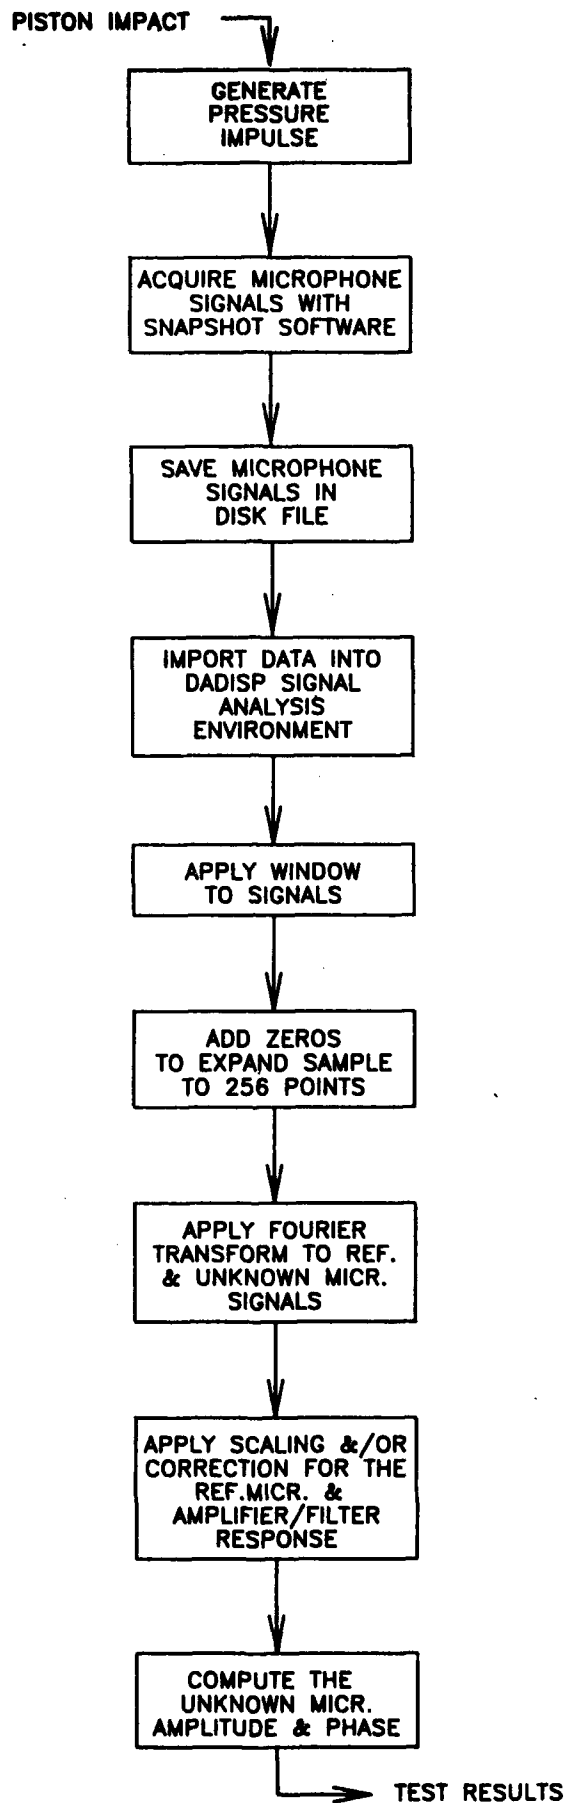 PISTON IMPACT
GENERATE
PRESSURE
IMPULSE
ACQUIRE MICROPHONE
SIGNALS WITH
SNAPSHOT SOFTWARE
SAVE MICROPHONE
SIGNALS IN
DISK FILE
IMPORT DATA INTO
DADISP SIGNAL
ANALYSIS
ENVIRONMENT
APPLY WINDOW
TO SIGNALS
ADD ZEROS
TO EXPAND SAMPLE
TO 256 POINTS
APPLY FOURIER
TRANSFORM TO REF.
& UNKNOWN MICR.
SIGNALS
APPLY SCALING &/OR
CORRECTION FOR THE
REF.MICR. &
AMPLIFIER/FILTER
RESPONSE
COMPUTE THE
UNKNOWN MICR.
AMPLITUDE & PHASE
TEST RESULTS